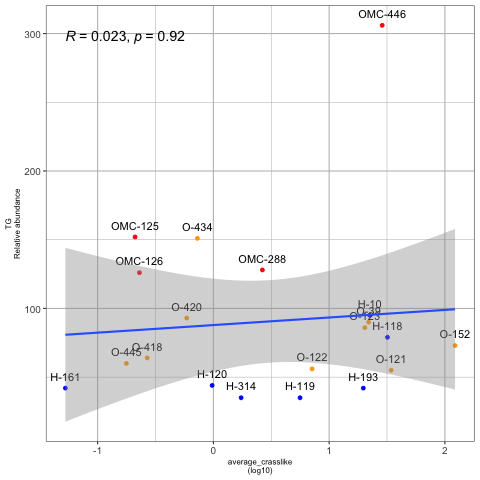 OMC-446
R = 0.023, p = 0.92
300
200
100
OMC-125
O-434
OMC-126
OMC-288
O-420
H-10
O-123
H-118
O-152
O-418
O-445
O-122
O-121
H-161
H-120
H-314
H-119
H-193
TG
Relative abundance
-1
0
1
2
average_crasslike
(log10)